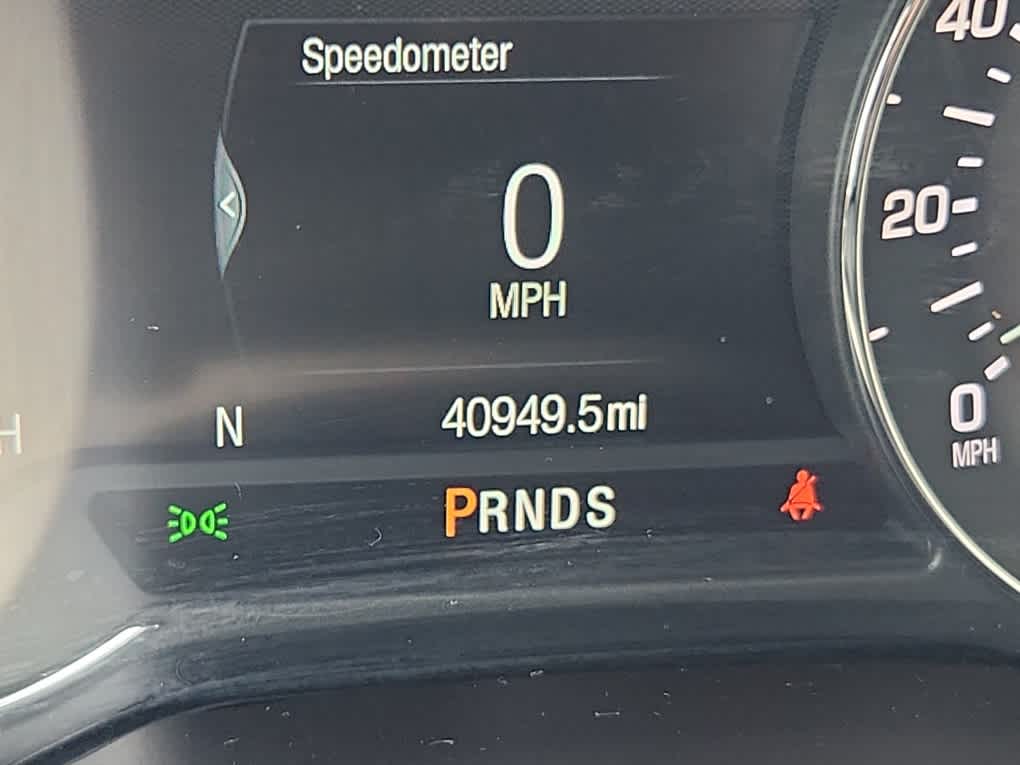 Speedometer
<
0
MPH
N
40949.5mi
PRNDS
H
40
20
0
MPH